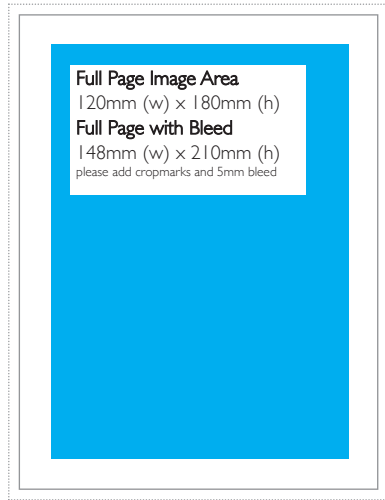 Full Page Image Area
120mm (w) x 180mm (h)
Full Page with Bleed
148mm (w) x 210mm (h)
please add cropmarks and 5mm bleed